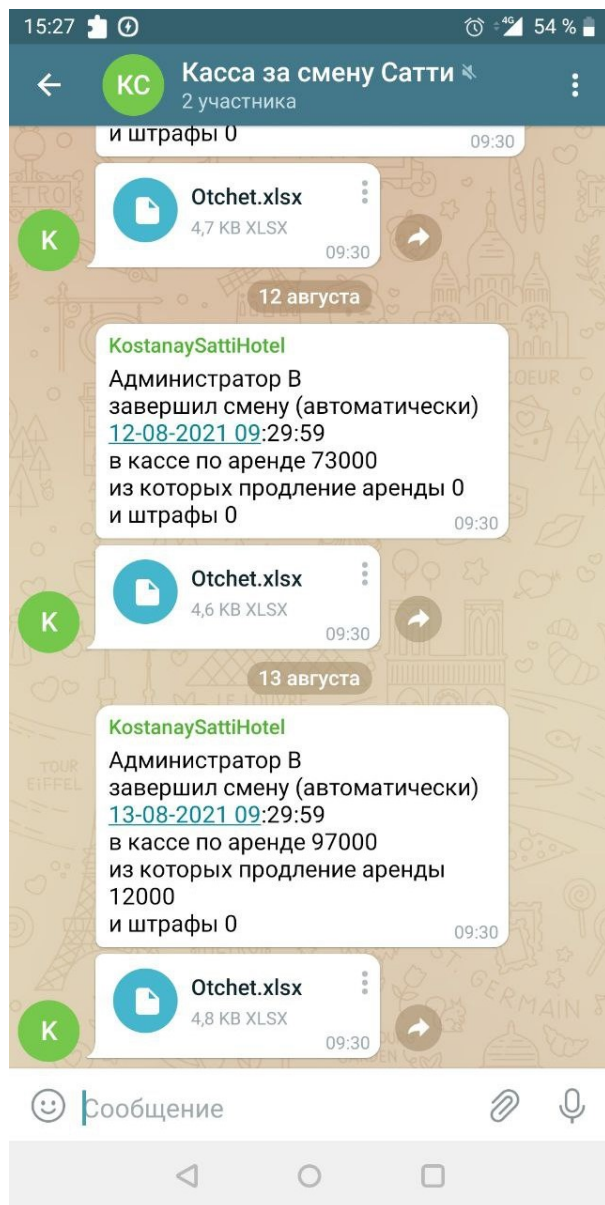 15:27
4G
54 %
КС
Касса за смену Сатти
2 участника
и штрафы 0
09:30
Otchet.xlsx
4,7 KB XLSX
09:30
K
12 августа
KostanaySattiHotel
Администратор В
завершил смену (автоматически)
12-08-2021 09:29:59
в кассе по аренде 73000
из которых продление аренды 0
и штрафы 0
09:30
Otchet.xlsx
4,6 KB XLSX
09:30
K
13 августа
KostanaySattiHotel
Администратор В
завершил смену (автоматически)
13-08-2021 09:29:59
в кассе по аренде 97000
из которых продление аренды
12000
и штрафы 0
09:30
Otchet.xlsx
4,8 KB XLSX
09:30
K
TOUR
EIFFEL
Сообщение